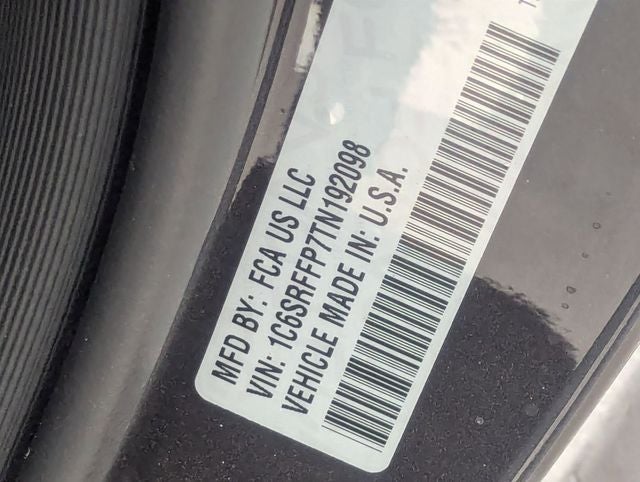 MFD BY: FCA US LLC
VIN: 1C6SRFFP7TN192098
VEHICLE MADE IN: U.S.A.